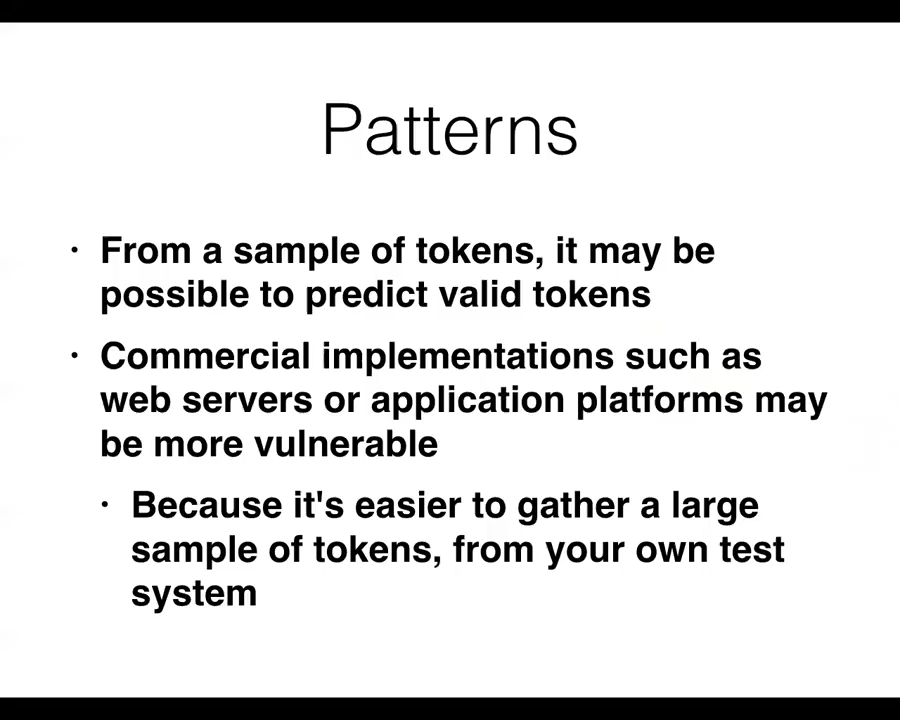 Patterns
• From a sample of tokens, it may be
possible to predict valid tokens
• Commercial implementations such as
web servers or application platforms may
be more vulnerable
• Because it's easier to gather a large
sample of tokens, from your own test
system